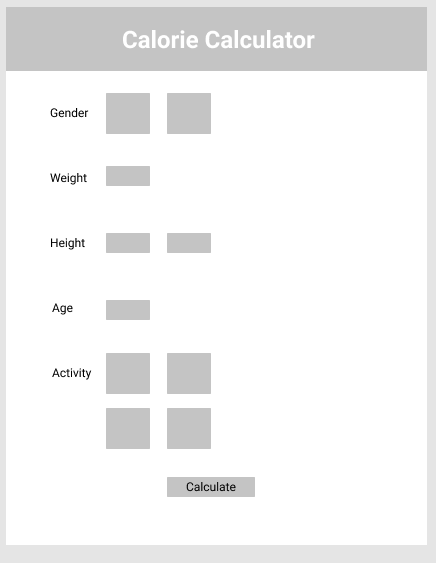 Calorie Calculator
Gender
Weight
Height
Age
Activity
Calculate